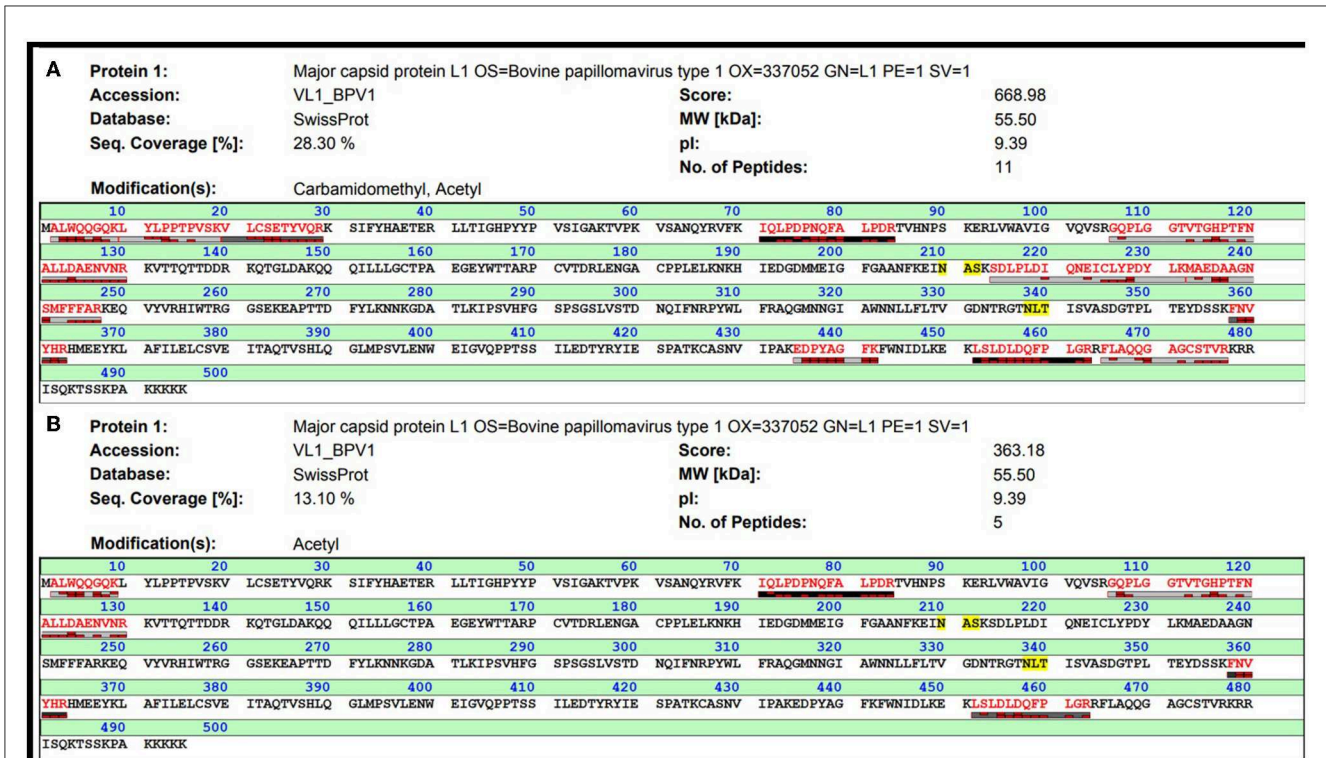 A
Protein 1: Major capsid protein L1 OS=Bovine papillomavirus type 1 OX=337052 GN=L1 PE=1 SV=1
Accession: VL1_BPV1 Score: 668.98
Database: SwissProt MW [kDa]: 55.50
Seq. Coverage [%]: 28.30 % pI: 9.39
No. of Peptides: 11
Modification(s): Carbamidomethyl, Acetyl
10 20 30 40 50 60 70 80 90 100 110 120
MALWQQGQKL YLPPTPVSKV LCSETYVQRK SIFYHAETER LLTIGHPYYP VSIGAKTVPK VSANQYRVFK IQLPDPNQFA LPDRTVHNPS KERLVWAVIG VQVSRGQPLG GTVTGHPTFN
130 140 150 160 170 180 190 200 210 220 230 240
ALLDAENVNR KVTTQTTDDR KQTGLDAKQQ QILLLGCTPA EGEYWTTARP CVTDRLENGA CPPLELKNKH IEDGDMMEIG FGAANFKEIN ASKSDLPLDI QNEICLYPDY LKMAEDAAGN
250 260 270 280 290 300 310 320 330 340 350 360
SMFFFARKEQ VYVRHIWTRG GSEKEAPTTD FYLKNNKGDA TLKIPSVHFG SPSGSLVSTD NQIFNRPYWL FRAQGMNNGI AWNNLLFLTV GDNTRGTNLT ISVASDGTPL TEYDSSKFNV
370 380 390 400 410 420 430 440 450 460 470 480
YHRHMEEYKL AFILELCSVE ITAQTVSHLQ GLMPSVLENW EIGVQPPTSS ILEDTYRYIE SPATKCASNV IPAKEDPYAG FKFWNIDLKE KLSLDLDQFP LGRRFLAQQG AGCSTVRKRR
490 500
ISQKTSSKPA KKKKK
B
Protein 1: Major capsid protein L1 OS=Bovine papillomavirus type 1 OX=337052 GN=L1 PE=1 SV=1
Accession: VL1_BPV1 Score: 363.18
Database: SwissProt MW [kDa]: 55.50
Seq. Coverage [%]: 13.10 % pI: 9.39
No. of Peptides: 5
Modification(s): Acetyl
10 20 30 40 50 60 70 80 90 100 110 120
MALWQQGQKL YLPPTPVSKV LCSETYVQRK SIFYHAETER LLTIGHPYYP VSIGAKTVPK VSANQYRVFK IQLPDPNQFA LPDRTVHNPS KERLVWAVIG VQVSRGQPLG GTVTGHPTFN
130 140 150 160 170 180 190 200 210 220 230 240
ALLDAENVNR KVTTQTTDDR KQTGLDAKQQ QILLLGCTPA EGEYWTTARP CVTDRLENGA CPPLELKNKH IEDGDMMEIG FGAANFKEIN ASKSDLPLDI QNEICLYPDY LKMAEDAAGN
250 260 270 280 290 300 310 320 330 340 350 360
SMFFFARKEQ VYVRHIWTRG GSEKEAPTTD FYLKNNKGDA TLKIPSVHFG SPSGSLVSTD NQIFNRPYWL FRAQGMNNGI AWNNLLFLTV GDNTRGTNLT ISVASDGTPL TEYDSSKFNV
370 380 390 400 410 420 430 440 450 460 470 480
YHRHMEEYKL AFILELCSVE ITAQTVSHLQ GLMPSVLENW EIGVQPPTSS ILEDTYRYIE SPATKCASNV IPAKEDPYAG FKFWNIDLKE KLSLDLDQFP LGRRFLAQQG AGCSTVRKRR
490 500
ISQKTSSKPA KKKKK